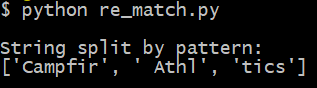 $ python re_match.py
String split by pattern:
['Campfir', ' Athl', 'tics']